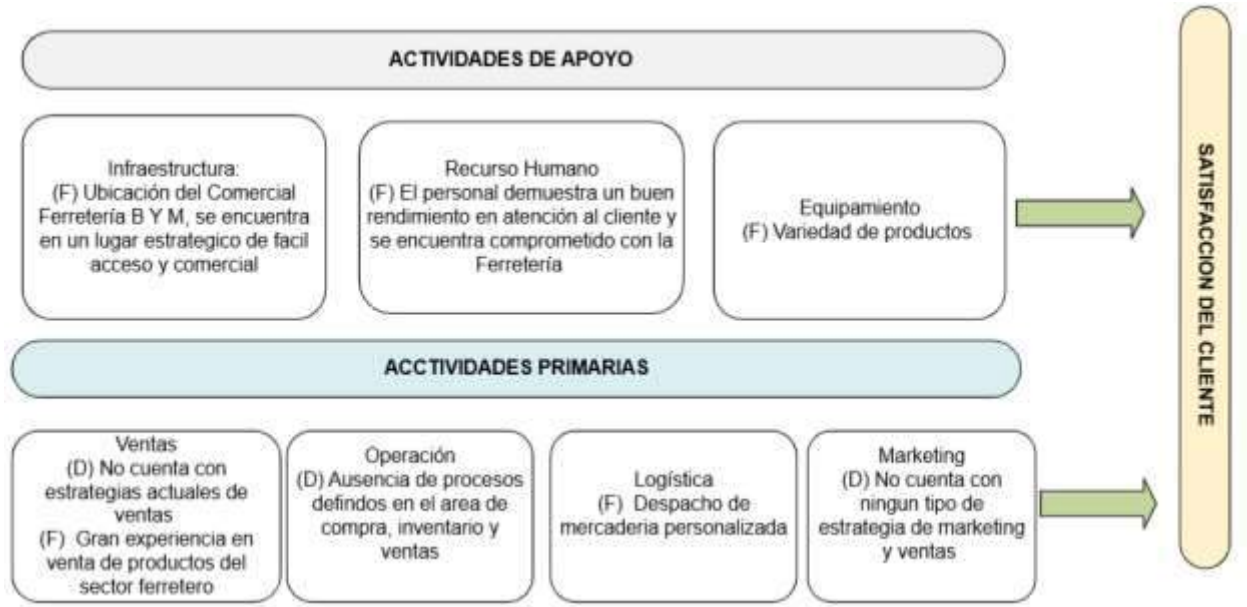 ACTIVIDADES DE APOYO
Infraestructura:
(F) Ubicación del Comercial
Ferretería B Y M, se encuentra
en un lugar estrategico de facil
acceso y comercial
Recurso Humano
(F) El personal demuestra un buen
rendimiento en atención al cliente y
se encuentra comprometido con la
Ferretería
Equipamiento
(F) Variedad de productos
SATISFACCION DEL CLIENTE
ACCTIVIDADES PRIMARIAS
Ventas
(D) No cuenta con
estrategias actuales de
ventas
(F) Gran experiencia en
venta de productos del
sector ferretero
Operación
(D) Ausencia de procesos
defindos en el area de
compra, inventario y
ventas
Logística
(F) Despacho de
mercaderia personalizada
Marketing
(D) No cuenta con
ningun tipo de
estrategia de marketing
y ventas